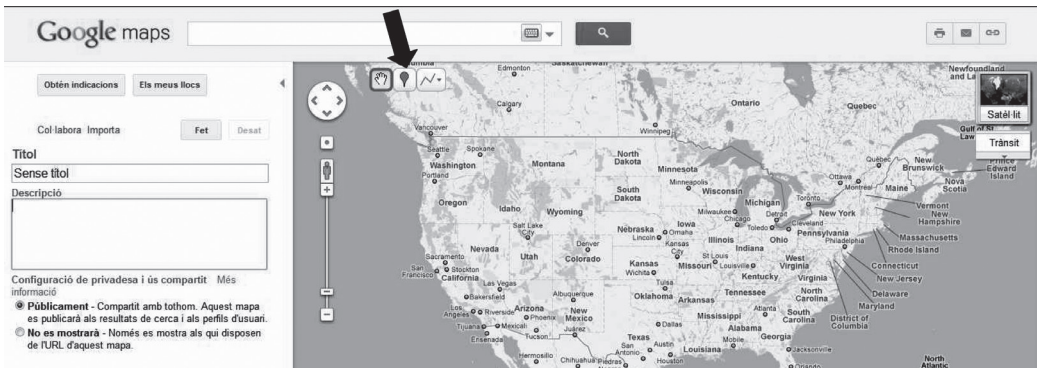 Google maps
Obtén indicacions
Els meus llocs
Col·labora Importa
Fet
Desat
Títol
Sense títol
Descripció
Configuració de privadesa i ús compartit Més
informació
Públicament - Compartit amb tothom. Aquest mapa
es publicarà als resultats de cerca i als perfils d'usuari.
No es mostrarà - Només es mostra als qui disposen
de l'URL d'aquest mapa.
Satèl·lit
Trànsit
Edmonton
Saskatchewan
Newfoundland
Calgary
Ontario
Quebec
Vancouver
Winnipeg
Gulf of St
Seattle
Spokane
Washington
Portland
Montana
North
Dakota
Minnesota
Minneapolis
Québec
Ottawa
Montreal
New
Brunswick
Prince
Edward
Island
Nova
Scotia
Maine
Oregon
Idaho
Wyoming
South
Dakota
Wisconsin
Michigan
Toronto
Vermont
New
Hampshire
Milwaukee
Detroit
New York
Massachusetts
Rhode Island
Salt Lake
City
Nebraska
Lincoln
Iowa
Omaha
Chicago
Toledo
Cleveland
Pennsylvania
Philadelphia
Nevada
Utah
Denver
Colorado
Kansas
City
Illinois
Indiana
Ohio
Connecticut
New Jersey
Sacramento
San
Francisco
Stockton
California
Kansas
Wichita
Missouri
St Louis
Louisville
West
Virginia
Kentucky
Virginia
Delaware
Maryland
District of
Columbia
Las Vegas
Bakersfield
Albuquerque
Tulsa
Oklahoma
Arkansas
Tennessee
North
Carolina
Los
Angeles
Riverside
Arizona
Phoenix
New
Mexico
Atlanta
South
Carolina
Tijuana
Mexicali
Tucson
Juárez
Dallas
Mississippi
Alabama
Georgia
Ensenada
Texas
San
Antonio
Austin
Louisiana
Mobile
Jacksonville
Hermosillo
Chihuahua
Piedras
Houston
Orlando
North
Atlantic